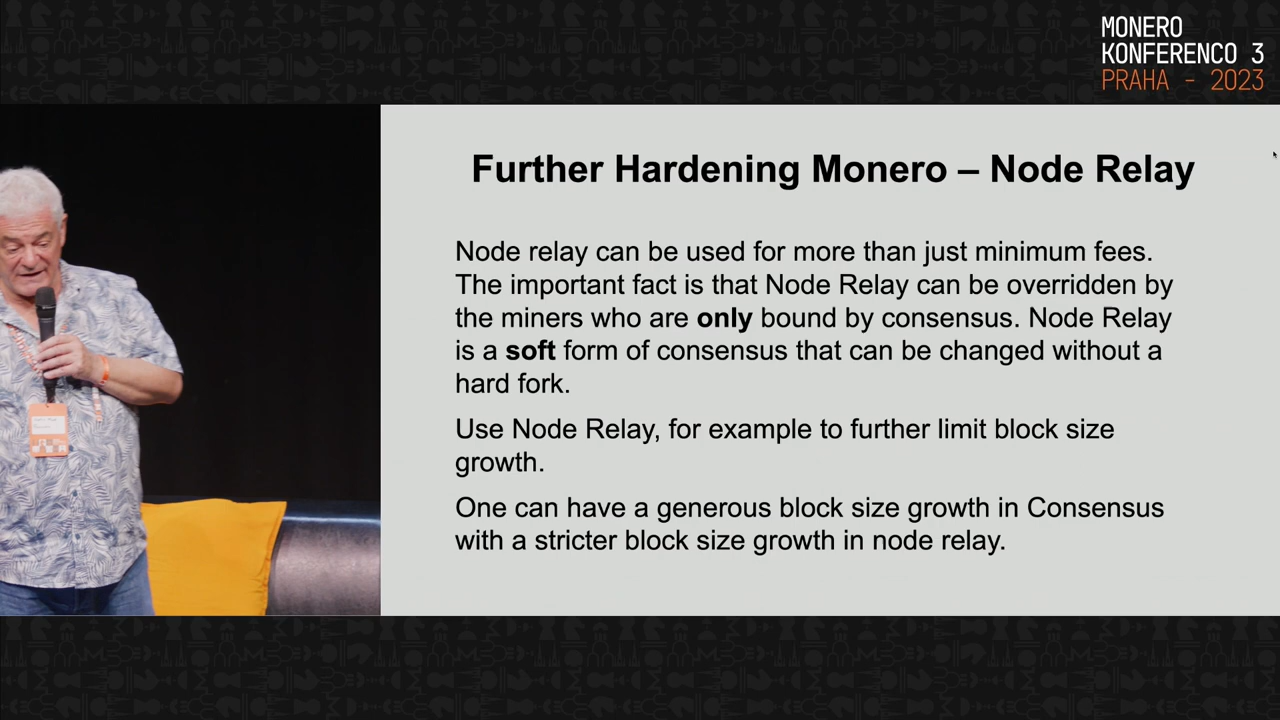 MONERO
KONFERENCO 3
PRAHA - 2023
Further Hardening Monero – Node Relay
Node relay can be used for more than just minimum fees.
The important fact is that Node Relay can be overridden by
the miners who are only bound by consensus. Node Relay
is a soft form of consensus that can be changed without a
hard fork.
Use Node Relay, for example to further limit block size
growth.
One can have a generous block size growth in Consensus
with a stricter block size growth in node relay.